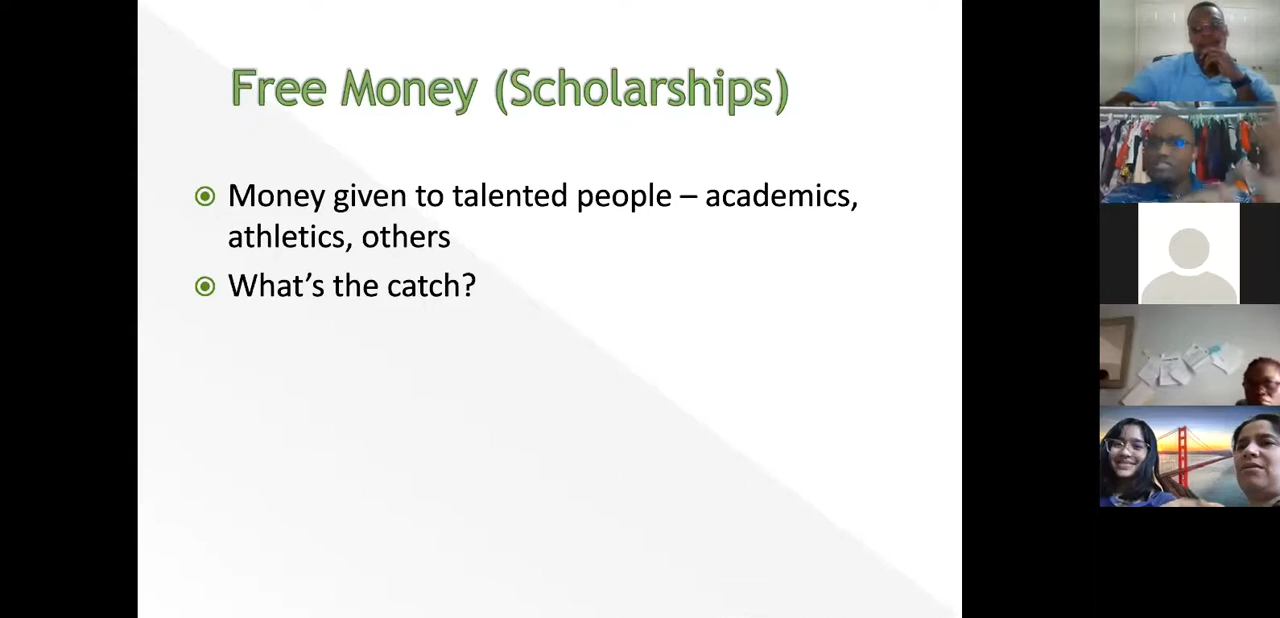 Free Money (Scholarships)
Money given to talented people – academics,
athletics, others
What's the catch?